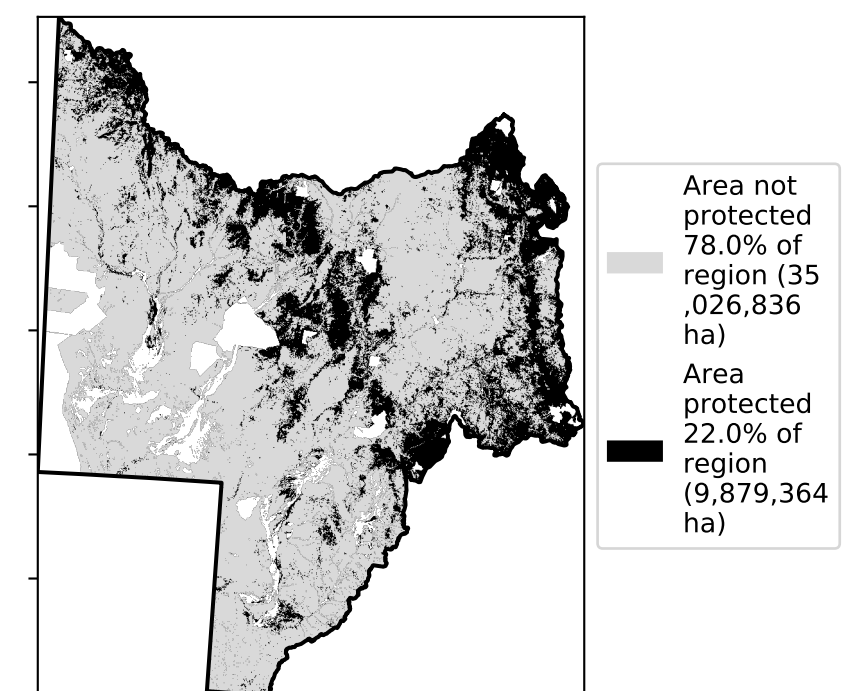 Area not
protected
78.0% of
region (35
,026,836
ha)
Area
protected
22.0% of
region
(9,879,364
ha)